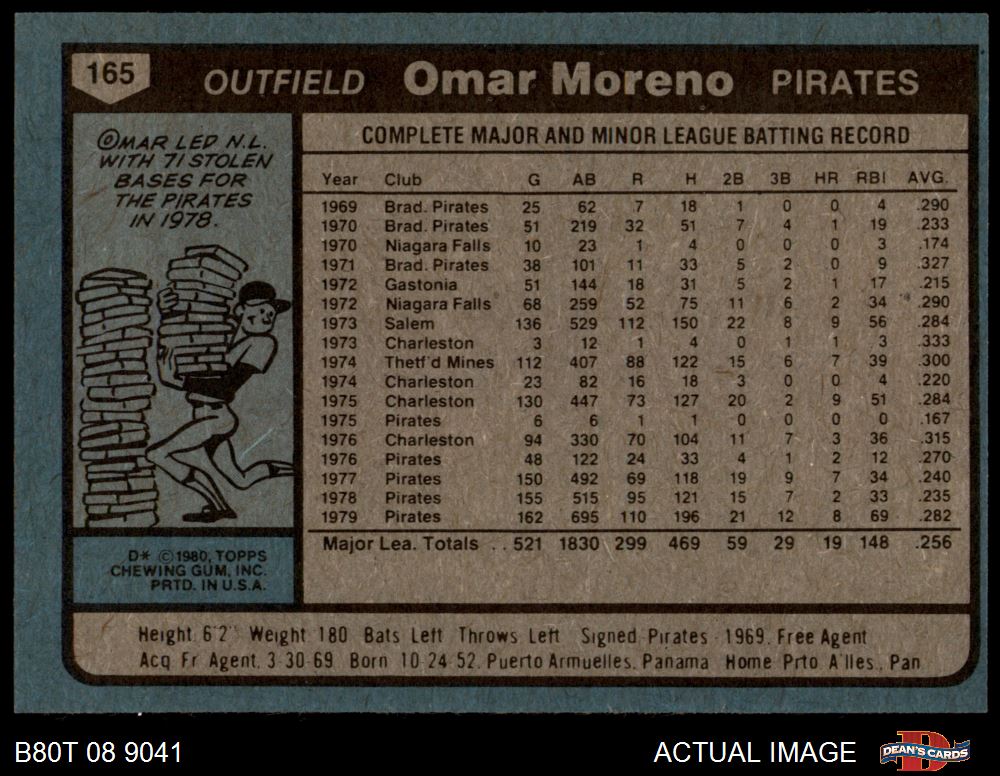 165 OUTFIELD Omar Moreno PIRATES
OMAR LED N.L.
WITH 71 STOLEN
BASES FOR
THE PIRATES
IN 1978.
COMPLETE MAJOR AND MINOR LEAGUE BATTING RECORD
Year Club G AB R H 2B 3B HR RBI AVG.
1969 Brad. Pirates 25 62 7 18 1 0 0 4 .290
1970 Brad. Pirates 51 219 32 51 7 4 1 19 .233
1970 Niagara Falls 10 23 1 4 0 0 0 3 .174
1971 Brad. Pirates 38 101 11 33 5 2 0 9 .327
1972 Gastonia 51 144 18 31 5 2 1 17 .215
1972 Niagara Falls 68 259 52 75 11 6 2 34 .290
1973 Salem 136 529 112 150 22 8 9 56 .284
1973 Charleston 3 12 1 4 0 1 1 3 .333
1974 Thetf'd Mines 112 407 88 122 15 6 7 39 .300
1974 Charleston 23 82 16 18 3 0 0 4 .220
1975 Charleston 130 447 73 127 20 2 9 51 .284
1975 Pirates 6 6 1 1 0 0 0 0 .167
1976 Charleston 94 330 70 104 11 7 3 36 .315
1976 Pirates 48 122 24 33 4 1 2 12 .270
1977 Pirates 150 492 69 118 19 9 7 34 .240
1978 Pirates 155 515 95 121 15 7 2 33 .235
1979 Pirates 162 695 110 196 21 12 8 69 .282
Major Lea. Totals .. 521 1830 299 469 59 29 19 148 .256
D* ©1980, TOPPS
CHEWING GUM, INC.
PRTD. IN U.S.A.
Height 6'2" Weight 180 Bats Left Throws Left Signed Pirates - 1969, Free Agent
Acq Fr Agent, 3-30-69 Born 10-24-52, Puerto Armuelles, Panama Home Prto A'lles, Pan
B80T 08 9041
ACTUAL IMAGE
DEAN'S CARDS